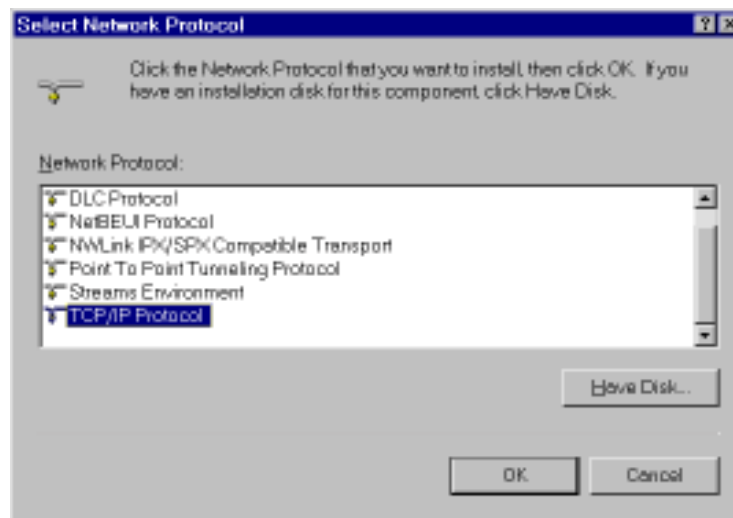 Select Network Protocol
Click the Network Protocol that you want to install, then click OK. If you
have an installation disk for this component, click Have Disk.
Network Protocol:
DLC Protocol
NetBEUI Protocol
NWLink IPX/SPX Compatible Transport
Point To Point Tunneling Protocol
Streams Environment
TCP/IP Protocol
Have Disk...
OK
Cancel